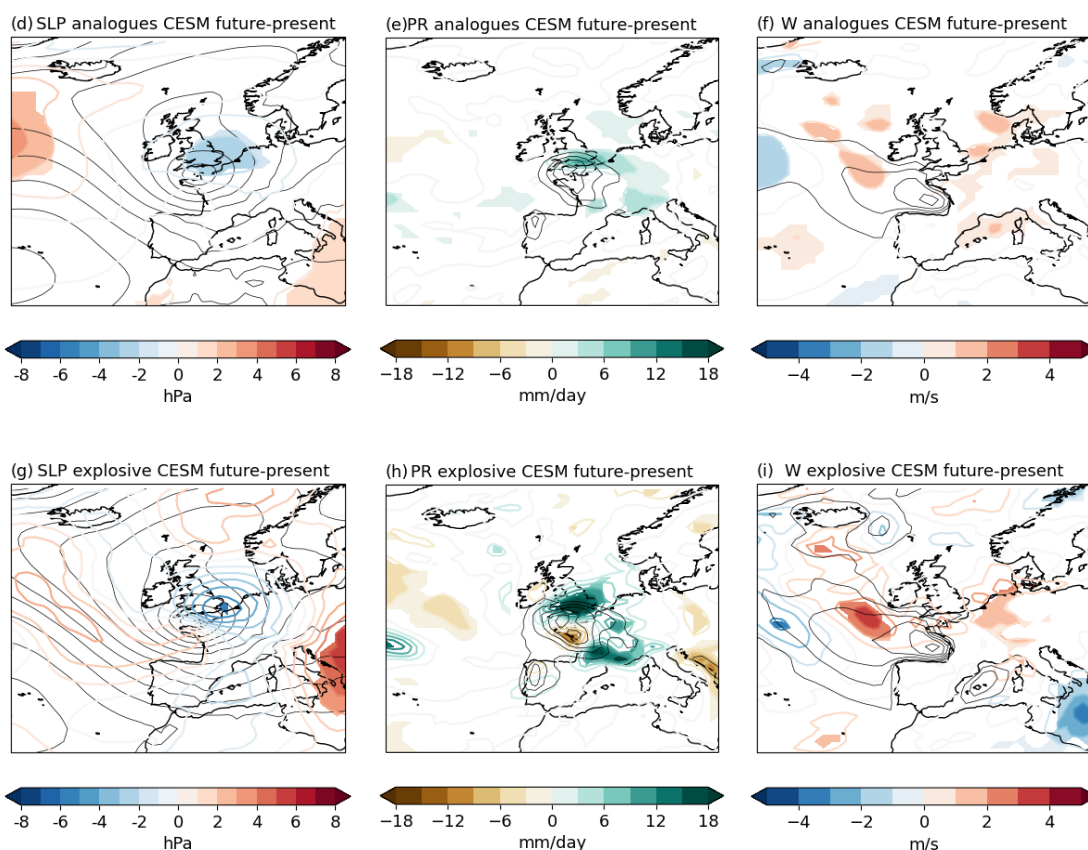 (d) SLP analogues CESM future-present
(e)PR analogues CESM future-present
(f) W analogues CESM future-present
-8 -6 -4 -2 0 2 4 6 8
hPa
−18 −12 −6 0 6 12 18
mm/day
−4 −2 0 2 4
m/s
(g) SLP explosive CESM future-present
(h) PR explosive CESM future-present
(i) W explosive CESM future-present
-8 -6 -4 -2 0 2 4 6 8
hPa
−18 −12 −6 0 6 12 18
mm/day
−4 −2 0 2 4
m/s